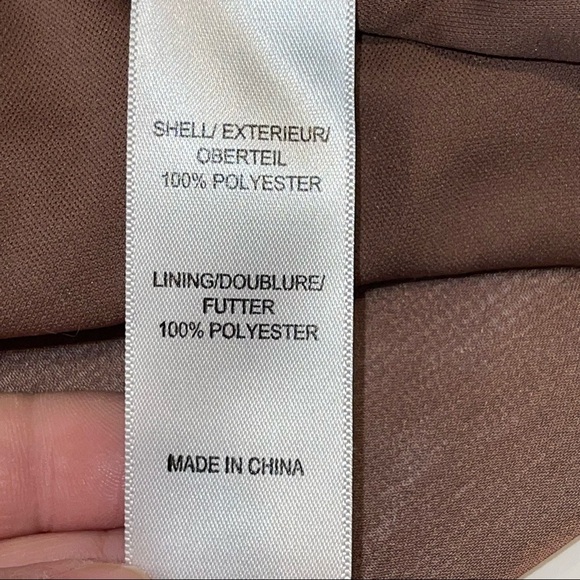 SHELL/ EXTERIEUR/
OBERTEIL
100% POLYESTER
LINING/DOUBLURE/
FUTTER
100% POLYESTER
MADE IN CHINA